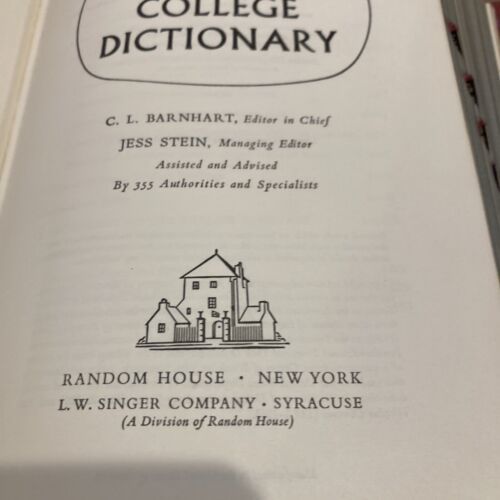 COLLEGE
DICTIONARY
C. L. BARNHART, Editor in Chief
JESS STEIN, Managing Editor
Assisted and Advised
By 355 Authorities and Specialists
RANDOM HOUSE • NEW YORK
L. W. SINGER COMPANY • SYRACUSE
(A Division of Random House)